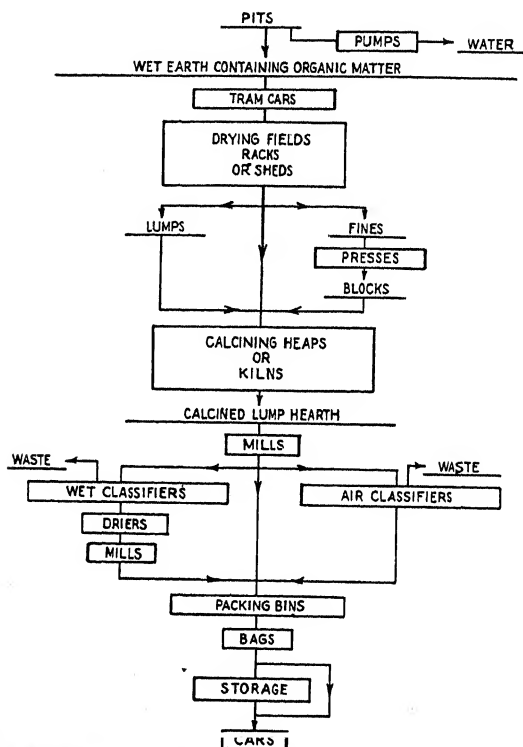 PITS
PUMPS
WATER
WET EARTH CONTAINING ORGANIC MATTER
TRAM CARS
DRYING FIELDS
RACKS
OR SHEDS
LUMPS
FINES
PRESSES
BLOCKS
CALCINING HEAPS
OR
KILNS
CALCINED LUMP HEARTH
MILLS
WASTE
WASTE
WET CLASSIFIERS
AIR CLASSIFIERS
DRIERS
MILLS
PACKING BINS
BAGS
STORAGE
CARS